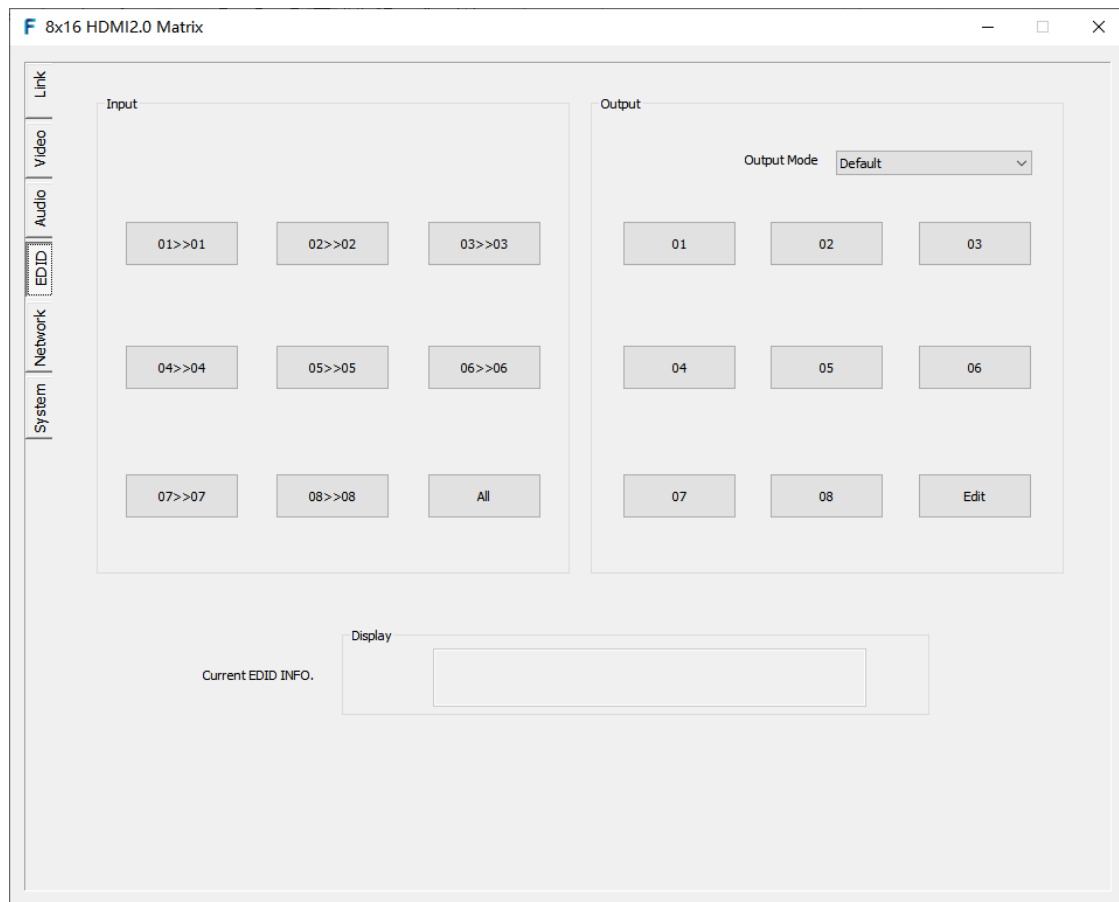 F 8x16 HDMI2.0 Matrix
Link
Video
Audio
EDID
Network
System
Input
01>>01 02>>02 03>>03
04>>04 05>>05 06>>06
07>>07 08>>08 All
Output
Output Mode Default
01 02 03
04 05 06
07 08 Edit
Display
Current EDID INFO.